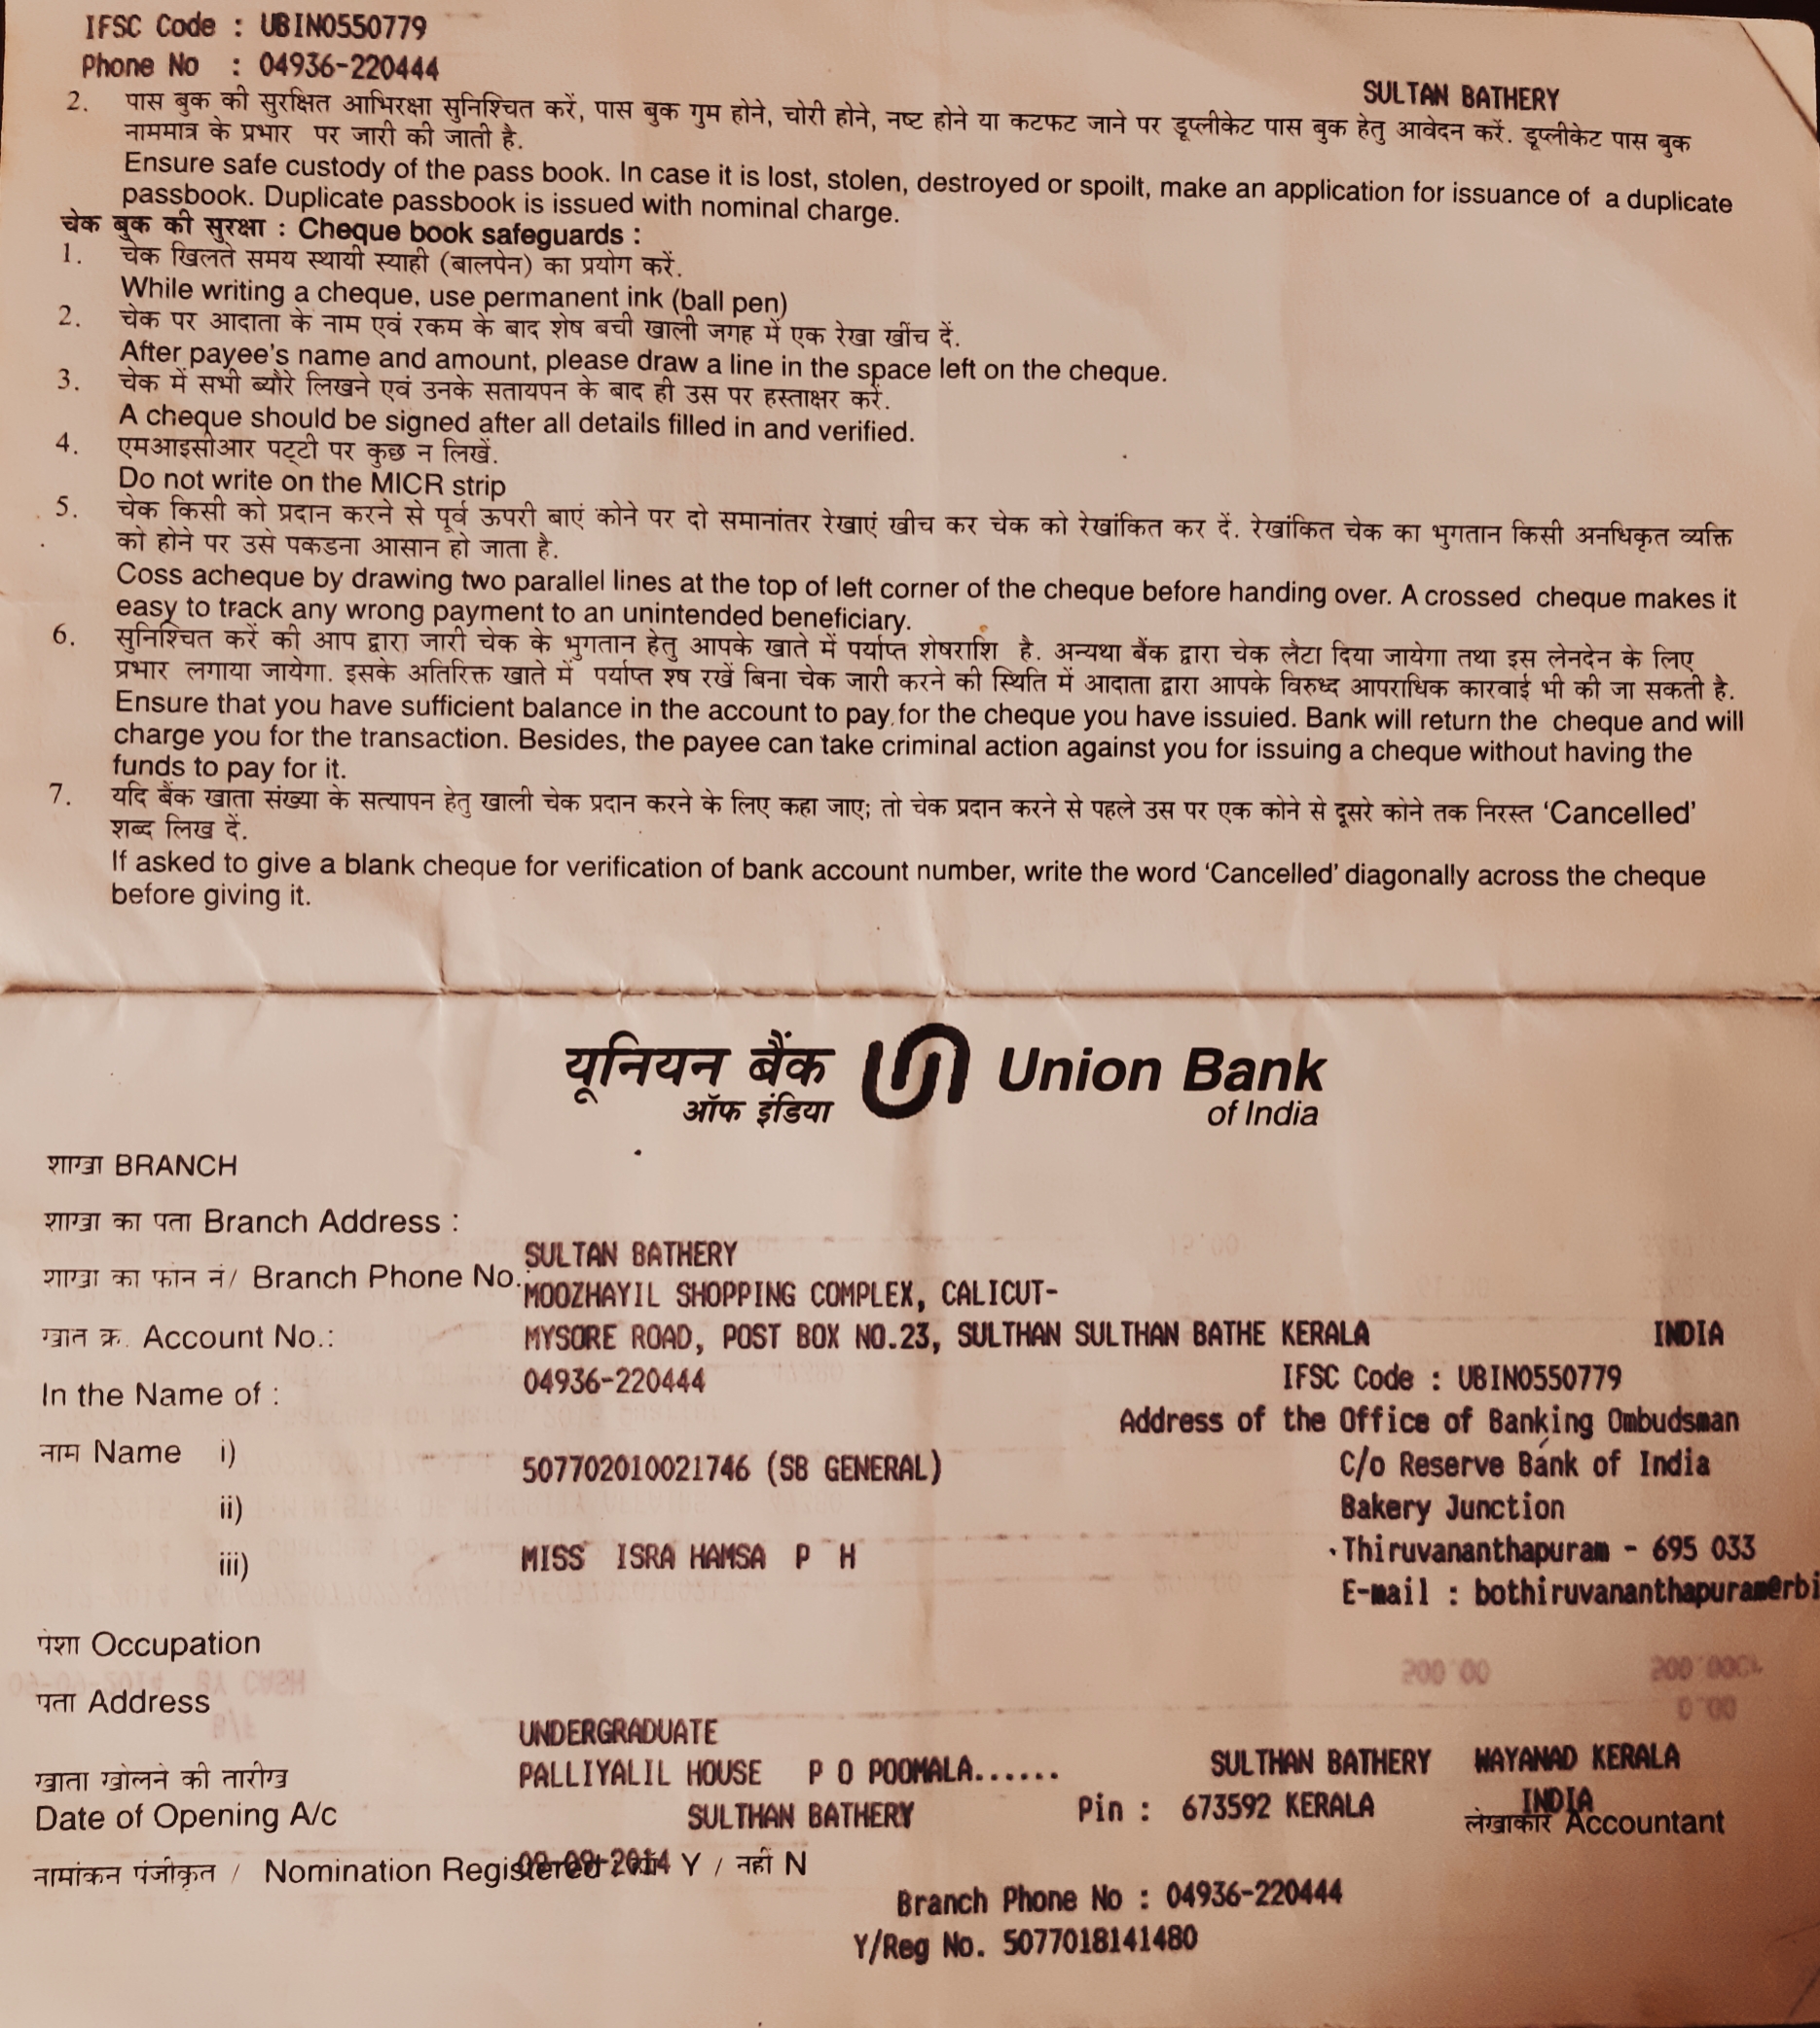 IFSC Code : UBIN0550779
Phone No : 04936-220444
SULTAN BATHERY
2. पास बुक की सुरक्षित आभिरक्षा सुनिश्चित करें, पास बुक गुम होने, चोरी होने, नष्ट होने या कटफट जाने पर डूप्लीकेट पास बुक हेतु आवेदन करें. डूप्लीकेट पास बुक
नाममात्र के प्रभार पर जारी की जाती है.
Ensure safe custody of the pass book. In case it is lost, stolen, destroyed or spoilt, make an application for issuance of a duplicate
passbook. Duplicate passbook is issued with nominal charge.
चेक बुक की सुरक्षा : Cheque book safeguards :
1. चेक खिलते समय स्थायी स्याही (बालपेन) का प्रयोग करें.
While writing a cheque, use permanent ink (ball pen)
2. चेक पर आदाता के नाम एवं रकम के बाद शेष बची खाली जगह में एक रेखा खींच दें.
After payee's name and amount, please draw a line in the space left on the cheque.
3. चेक में सभी ब्यौरे लिखने एवं उनके सतायपन के बाद ही उस पर हस्ताक्षर करें.
A cheque should be signed after all details filled in and verified.
4. एमआइसीआर पट्टी पर कुछ न लिखें.
Do not write on the MICR strip
5. चेक किसी को प्रदान करने से पूर्व ऊपरी बाएं कोने पर दो समानांतर रेखाएं खीच कर चेक को रेखांकित कर दें. रेखांकित चेक का भुगतान किसी अनधिकृत व्यक्ति
को होने पर उसे पकडना आसान हो जाता है.
Coss acheque by drawing two parallel lines at the top of left corner of the cheque before handing over. A crossed cheque makes it
easy to track any wrong payment to an unintended beneficiary.
6. सुनिश्चित करें की आप द्वारा जारी चेक के भुगतान हेतु आपके खाते में पर्याप्त शेषराशि है. अन्यथा बैंक द्वारा चेक लैटा दिया जायेगा तथा इस लेनदेन के लिए
प्रभार लगाया जायेगा. इसके अतिरिक्त खाते में पर्याप्त श्ष रखें बिना चेक जारी करने की स्थिति में आदाता द्वारा आपके विरुध्द आपराधिक कारवाई भी की जा सकती है.
Ensure that you have sufficient balance in the account to pay for the cheque you have issuied. Bank will return the cheque and will
charge you for the transaction. Besides, the payee can take criminal action against you for issuing a cheque without having the
funds to pay for it.
7. यदि बैंक खाता संख्या के सत्यापन हेतु खाली चेक प्रदान करने के लिए कहा जाए; तो चेक प्रदान करने से पहले उस पर एक कोने से दूसरे कोने तक निरस्त 'Cancelled'
शब्द लिख दें.
If asked to give a blank cheque for verification of bank account number, write the word 'Cancelled' diagonally across the cheque
before giving it.
यूनियन बैंक Union Bank
ऑफ इंडिया of India
शाखा BRANCH
शाखा का पता Branch Address :
SULTAN BATHERY
शाखा का फोन नं/ Branch Phone No.:
MOOZHAYIL SHOPPING COMPLEX, CALICUT-
खात क्र. Account No.: MYSORE ROAD, POST BOX NO.23, SULTHAN SULTHAN BATHE KERALA INDIA
04936-220444 IFSC Code : UBIN0550779
In the Name of :
Address of the Office of Banking Ombudsman
नाम Name i) 507702010021746 (SB GENERAL) C/o Reserve Bank of India
ii) Bakery Junction
iii) MISS ISRA HAMSA P H Thiruvananthapuram - 695 033
E-mail : bothiruvananthapuram@rbi
पेशा Occupation
पता Address
UNDERGRADUATE
PALLIYALIL HOUSE P O POOMALA...... SULTHAN BATHERY WAYANAD KERALA
खाता खोलने की तारीख
Date of Opening A/c SULTHAN BATHERY Pin : 673592 KERALA INDIA
लेखाकार Accountant
नामांकन पंजीकृत / Nomination Registered 09-09-2014 Y / नहीं N
Branch Phone No : 04936-220444
Y/Reg No. 5077018141480